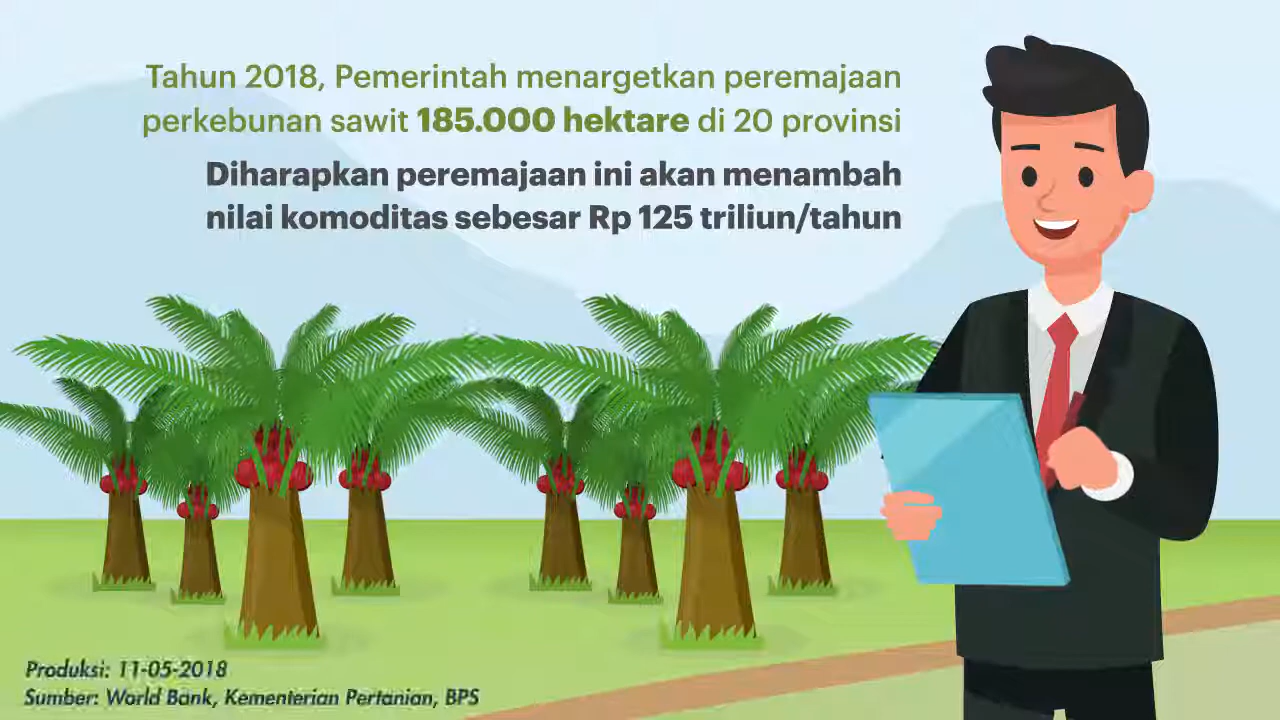 Tahun 2018, Pemerintah menargetkan peremajaan
perkebunan sawit 185.000 hektare di 20 provinsi
Diharapkan peremajaan ini akan menambah
nilai komoditas sebesar Rp 125 triliun/tahun
Produksi: 11-05-2018
Sumber: World Bank, Kementerian Pertanian, BPS